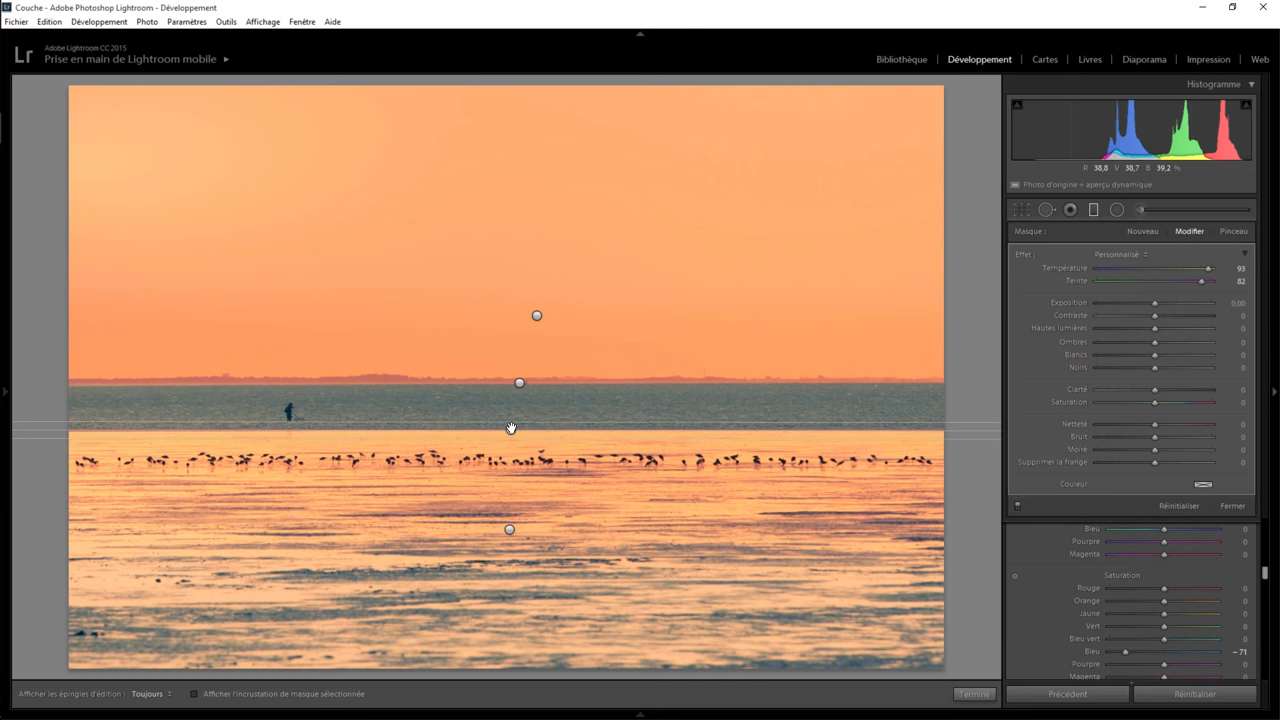 Couche - Adobe Photoshop Lightroom - Développement
Fichier Edition Développement Photo Paramètres Outils Affichage Fenêtre Aide
Lr
Adobe Lightroom CC 2015
Prise en main de Lightroom mobile
Bibliothèque Développement Cartes Livres Diaporama Impression Web
Histogramme
R 38,8 V 38,7 B 39,2 %
Photo d'origine + aperçu dynamique
Masque : Nouveau Modifier Pinceau
Effet : Personnalisé
Température 93
Teinte 82
Exposition 0,00
Contraste 0
Hautes lumières 0
Ombres 0
Blancs 0
Noirs 0
Clarté 0
Saturation 0
Netteté 0
Bruit 0
Moire 0
Supprimer la frange 0
Couleur
Réinitialiser Fermer
Bleu 0
Pourpre 0
Magenta 0
Saturation
Rouge 0
Orange 0
Jaune 0
Vert 0
Bleu vert 0
Bleu - 71
Pourpre 0
Magenta 0
Afficher les épingles d'édition : Toujours Afficher l'incrustation de masque sélectionnée Terminé
Précédent Réinitialiser